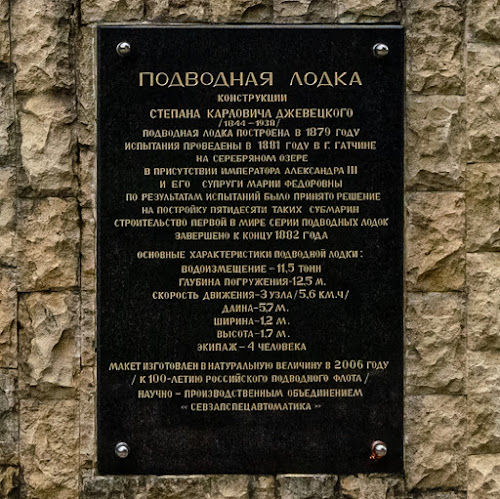 ПОДВОДНАЯ ЛОДКА
КОНСТРУКЦИИ
СТЕПАНА КАРЛОВИЧА ДЖЕВЕЦКОГО
/1844-1938/
ПОДВОДНАЯ ЛОДКА ПОСТРОЕНА В 1879 ГОДУ
ИСПЫТАНИЯ ПРОВЕДЕНЫ В 1881 ГОДУ В Г. ГАТЧИНЕ
НА СЕРЕБРЯНОМ ОЗЕРЕ
В ПРИСУТСТВИИ ИМПЕРАТОРА АЛЕКСАНДРА III
И ЕГО СУПРУГИ МАРИИ ФЕДОРОВНЫ
ПО РЕЗУЛЬТАТАМ ИСПЫТАНИЙ БЫЛО ПРИНЯТО РЕШЕНИЕ
НА ПОСТРОЙКУ ПЯТИДЕСЯТИ ТАКИХ СУБМАРИН
СТРОИТЕЛЬСТВО ПЕРВОЙ В МИРЕ СЕРИИ ПОДВОДНЫХ ЛОДОК
ЗАВЕРШЕНО К КОНЦУ 1882 ГОДА
ОСНОВНЫЕ ХАРАКТЕРИСТИКИ ПОДВОДНОЙ ЛОДКИ:
ВОДОИЗМЕЩЕНИЕ-11,5 ТОНН
ГЛУБИНА ПОГРУЖЕНИЯ-12,5 М.
СКОРОСТЬ ДВИЖЕНИЯ-3 УЗЛА/5,6 КМ.Ч/
ДЛИНА-5,7 М.
ШИРИНА-1,2 М.
ВЫСОТА-1.7 М.
ЭКИПАЖ-4 ЧЕЛОВЕКА
МАКЕТ ИЗГОТОВЛЕН В НАТУРАЛЬНУЮ ВЕЛИЧИНУ В 2006 ГОДУ
/ К 100-ЛЕТИЮ РОССИЙСКОГО ПОДВОДНОГО ФЛОТА/
НАУЧНО – ПРОИЗВОДСТВЕННЫМ ОБЪЕДИНЕНИЕМ
« СЕВЗАПСПЕЦАВТОМАТИКА »